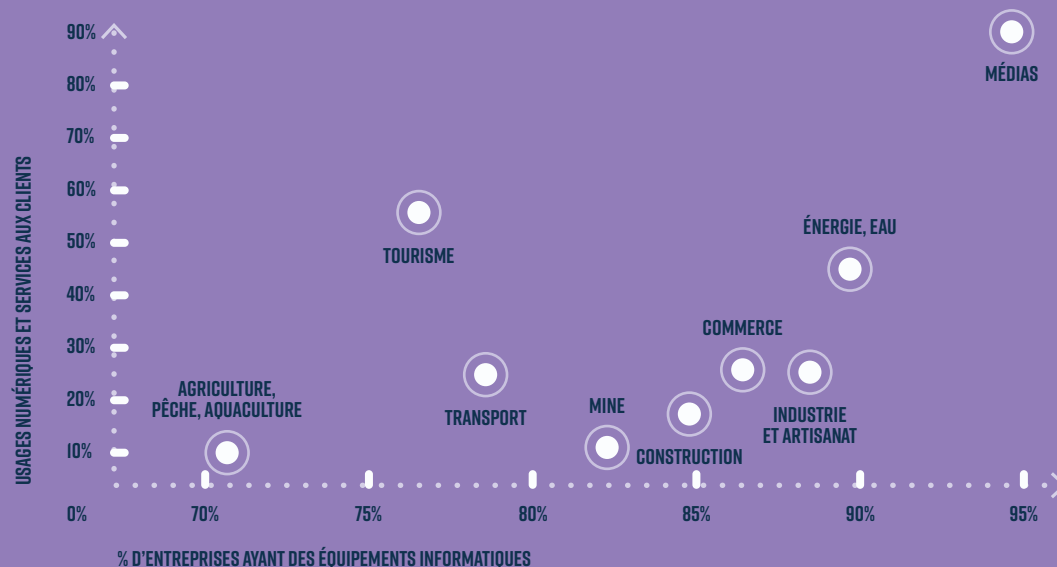 90%
80%
70%
60%
50%
40%
30%
20%
10%
USAGES NUMÉRIQUES ET SERVICES AUX CLIENTS
MÉDIAS
TOURISME
ÉNERGIE, EAU
COMMERCE
AGRICULTURE,
PÊCHE, AQUACULTURE
TRANSPORT
MINE
INDUSTRIE
ET ARTISANAT
CONSTRUCTION
0%
70%
75%
80%
85%
90%
95%
% D'ENTREPRISES AYANT DES ÉQUIPEMENTS INFORMATIQUES